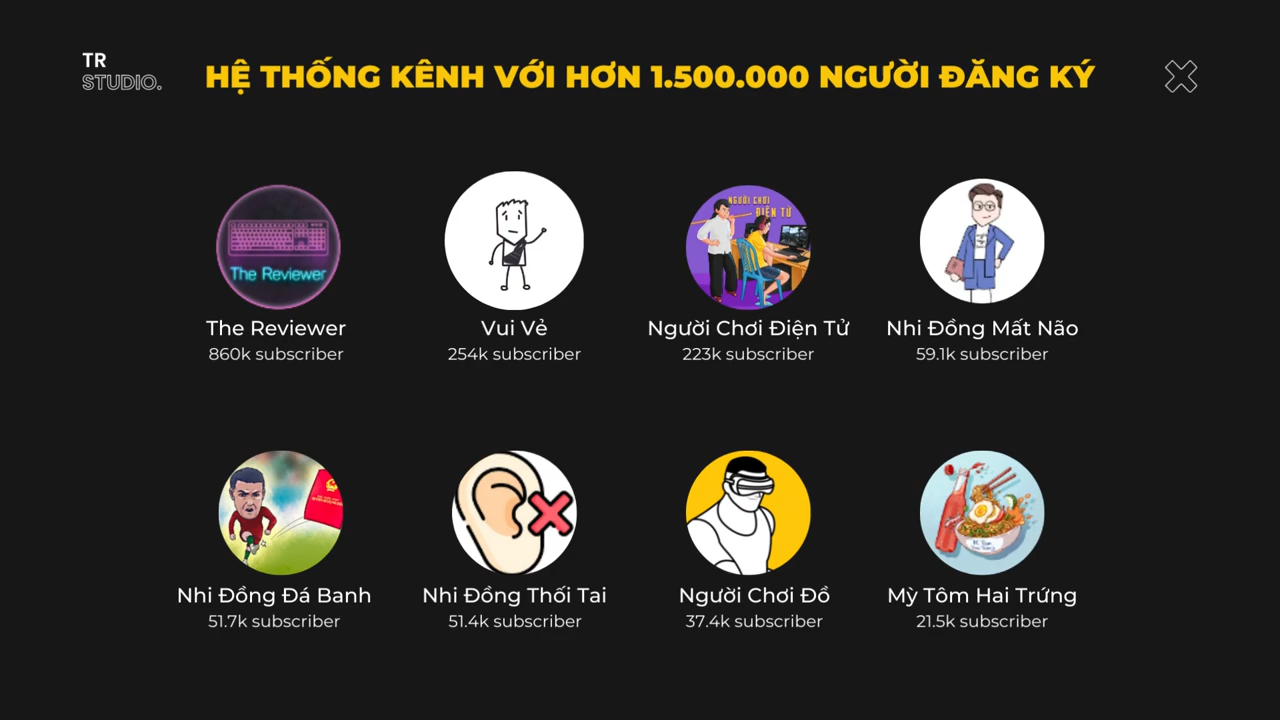 TR
STUDIO.
HỆ THỐNG KÊNH VỚI HƠN 1.500.000 NGƯỜI ĐĂNG KÝ
The Reviewer
NGƯỜI CHƠI
ĐIỆN TỬ
The Reviewer
860k subscriber
Vui Vẻ
254k subscriber
Người Chơi Điện Tử
223k subscriber
Nhi Đồng Mất Não
59.1k subscriber
Nhi Đồng Đá Banh
51.7k subscriber
Nhi Đồng Thối Tai
51.4k subscriber
Người Chơi Đồ
37.4k subscriber
Mỳ Tôm Hai Trứng
21.5k subscriber